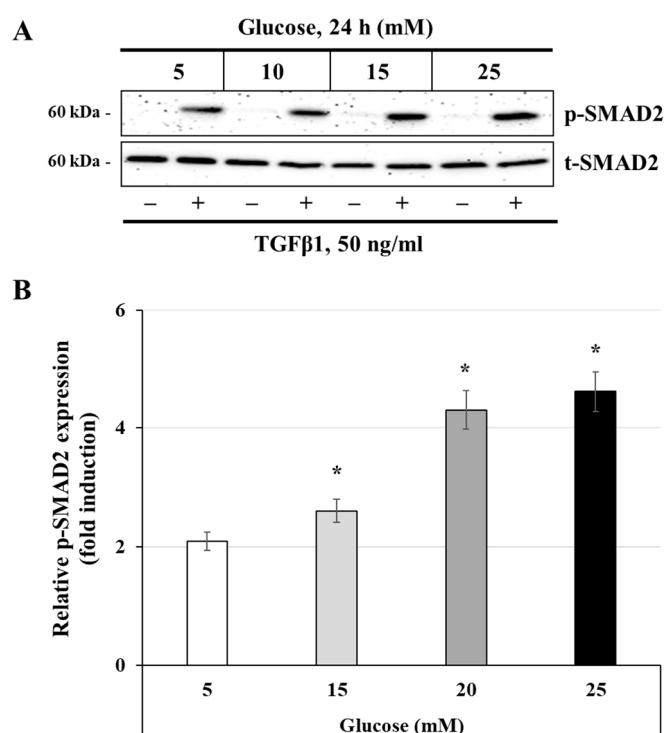 A
Glucose, 24 h (mM)
5 10 15 25
60 kDa - p-SMAD2
60 kDa - t-SMAD2
– + – + – + – +
TGFβ1, 50 ng/ml
B
Relative p-SMAD2 expression
(fold induction)
6
4
2
0
* * *
5 15 20 25
Glucose (mM)